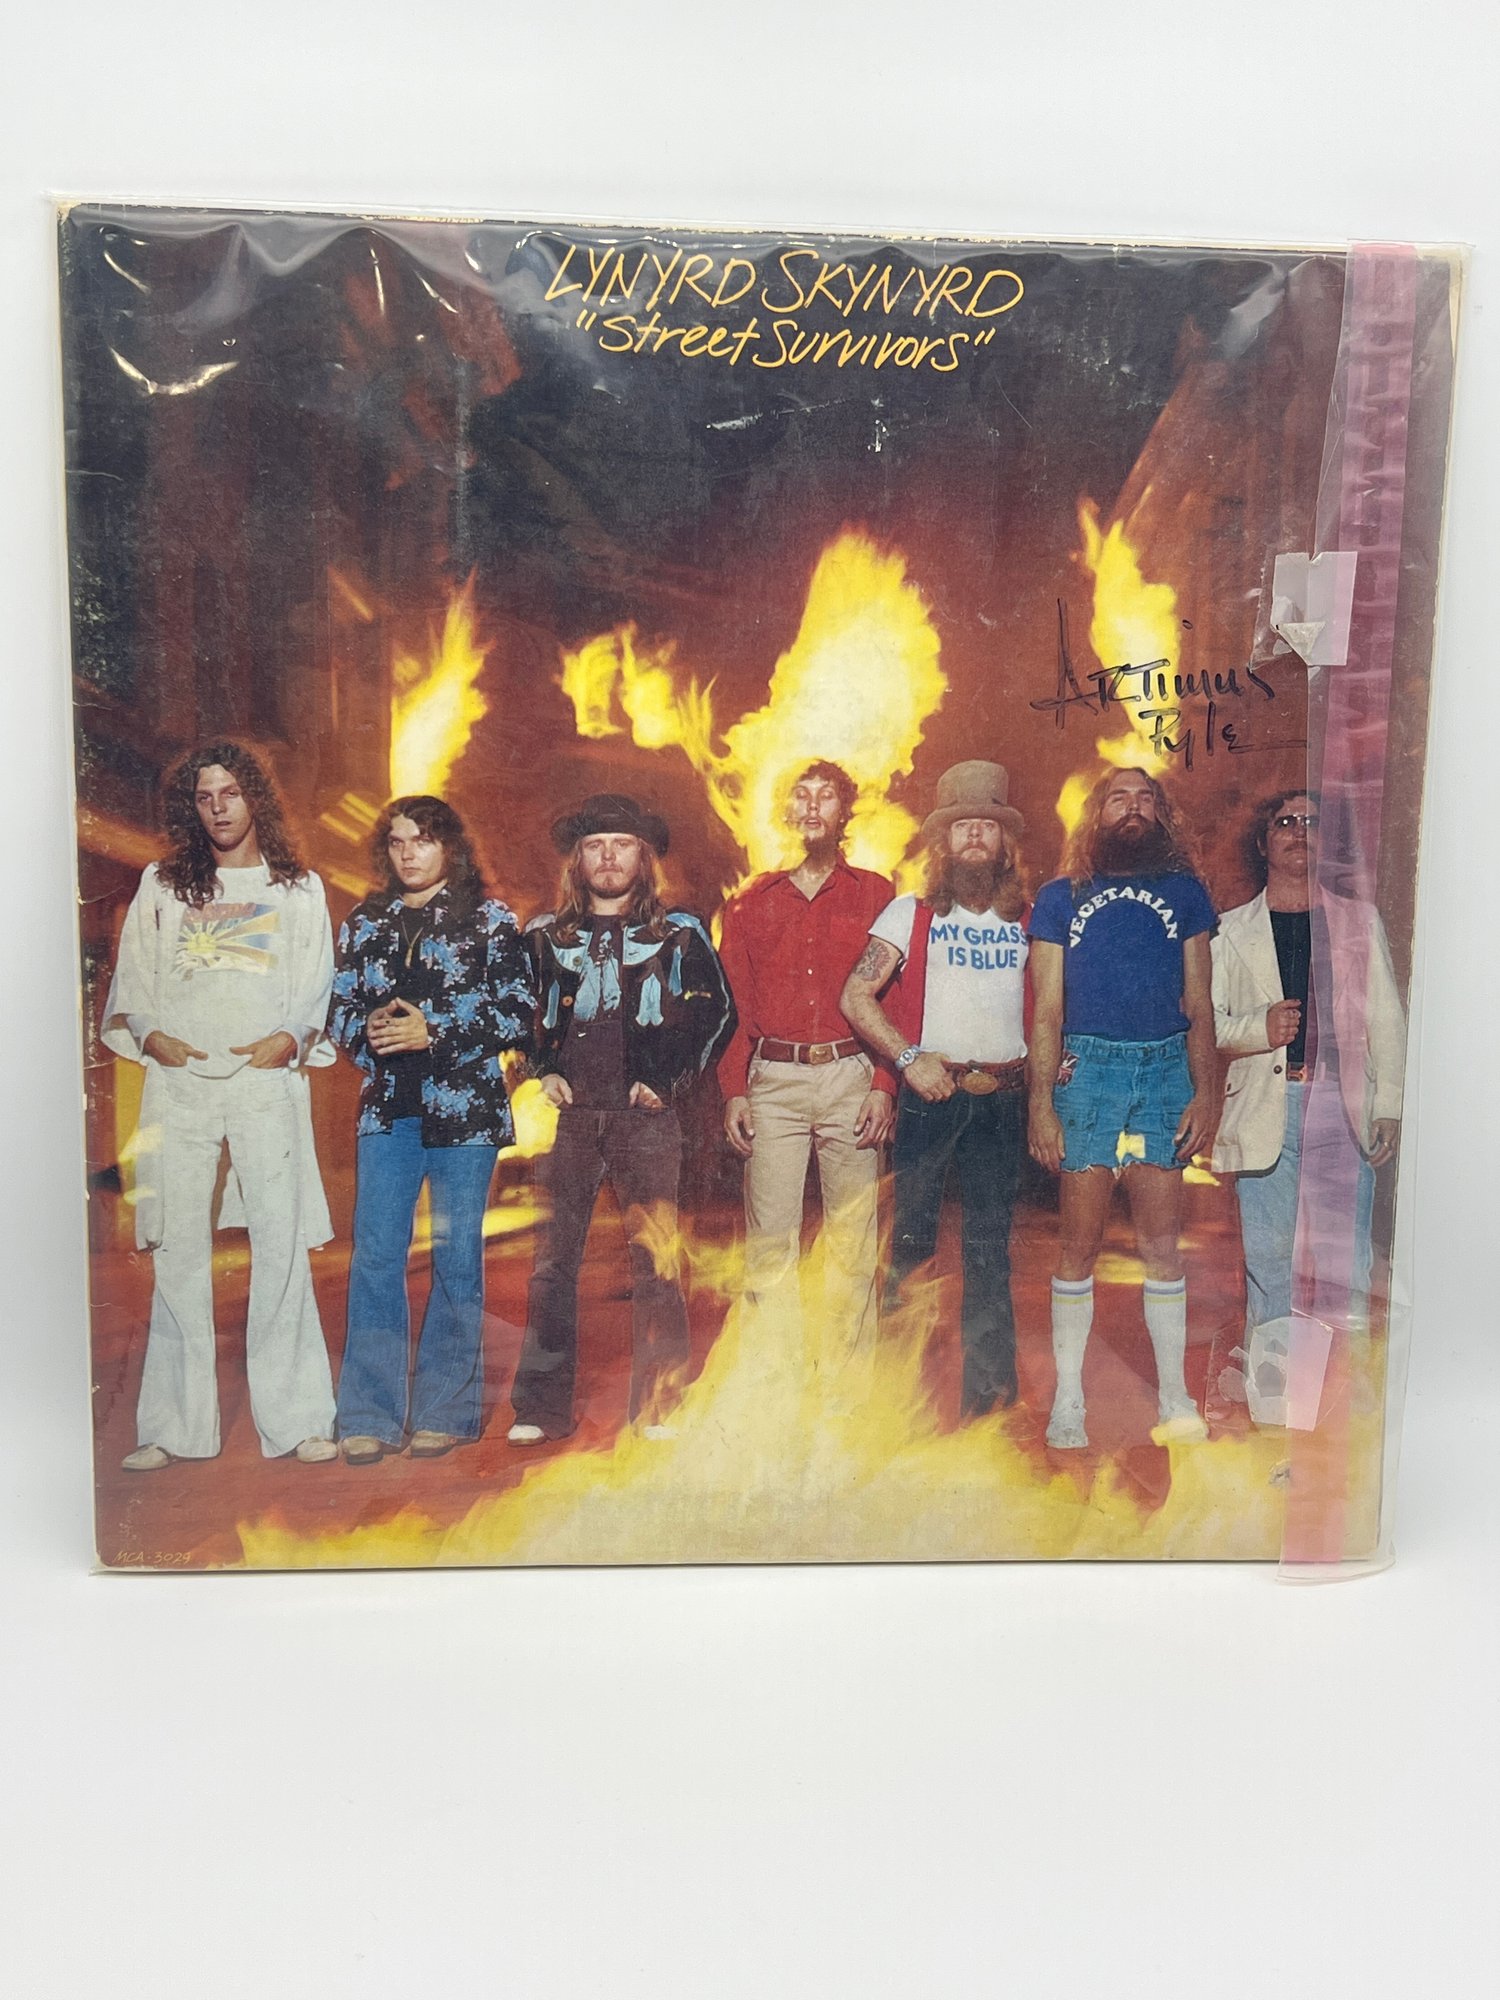 LYNYRD SKYNYRD
"Street Survivors"
ARTimus
Pyle
MY GRASS
IS BLUE
VEGETARIAN
MCA-3029